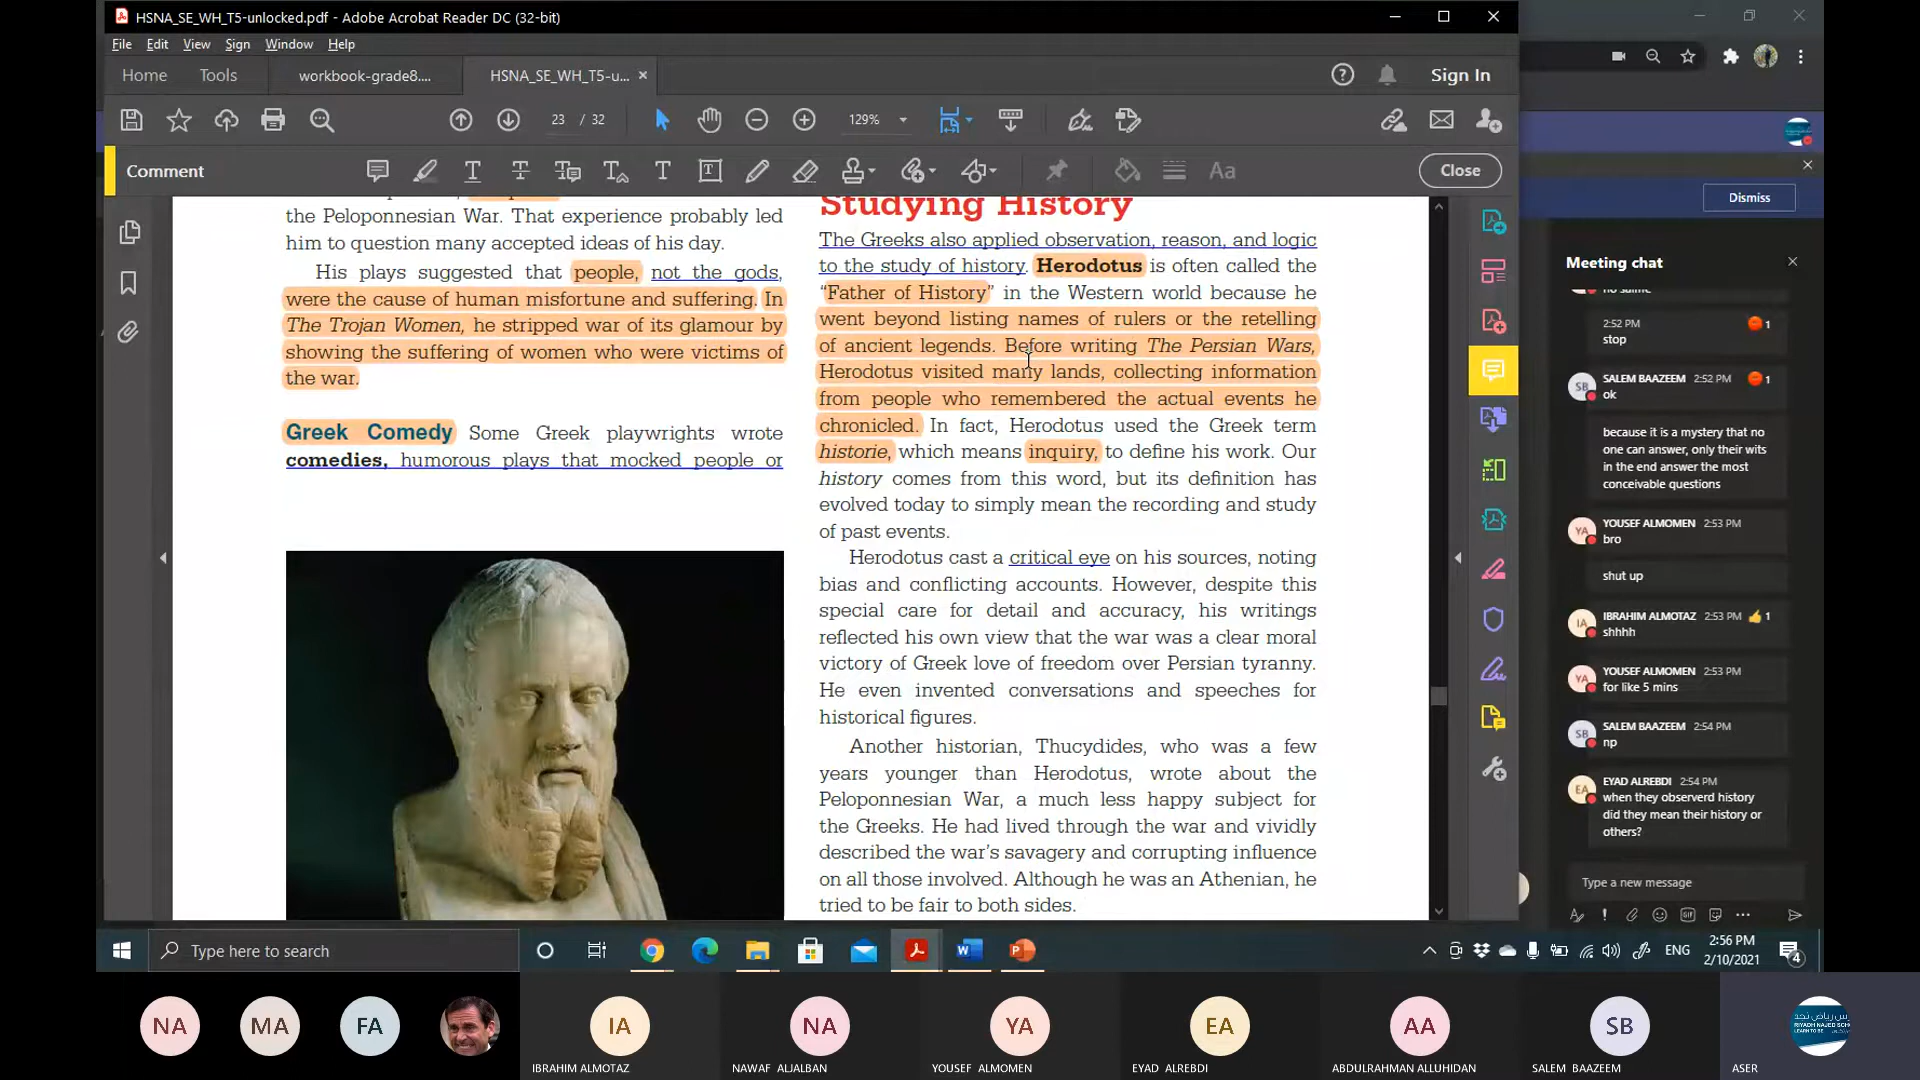 HSNA_SE_WH_T5-unlocked.pdf - Adobe Acrobat Reader DC (32-bit)
File Edit View Sign Window Help
Home Tools workbook-grade8.... HSNA_SE_WH_T5-u... × Sign In
23 / 32 129%
Comment Close
the Peloponnesian War. That experience probably led
him to question many accepted ideas of his day.
His plays suggested that people, not the gods,
were the cause of human misfortune and suffering. In
The Trojan Women, he stripped war of its glamour by
showing the suffering of women who were victims of
the war.
Greek Comedy Some Greek playwrights wrote
comedies, humorous plays that mocked people or
Studying History
The Greeks also applied observation, reason, and logic
to the study of history. Herodotus is often called the
“Father of History” in the Western world because he
went beyond listing names of rulers or the retelling
of ancient legends. Before writing The Persian Wars,
Herodotus visited many lands, collecting information
from people who remembered the actual events he
chronicled. In fact, Herodotus used the Greek term
historie, which means inquiry, to define his work. Our
history comes from this word, but its definition has
evolved today to simply mean the recording and study
of past events.
Herodotus cast a critical eye on his sources, noting
bias and conflicting accounts. However, despite this
special care for detail and accuracy, his writings
reflected his own view that the war was a clear moral
victory of Greek love of freedom over Persian tyranny.
He even invented conversations and speeches for
historical figures.
Another historian, Thucydides, who was a few
years younger than Herodotus, wrote about the
Peloponnesian War, a much less happy subject for
the Greeks. He had lived through the war and vividly
described the war’s savagery and corrupting influence
on all those involved. Although he was an Athenian, he
tried to be fair to both sides.
Dismiss
Meeting chat
2:52 PM 1
stop
SB SALEM BAAZEEM 2:52 PM 1
ok
because it is a mystery that no
one can answer, only their wits
in the end answer the most
conceivable questions
YA YOUSEF ALMOMEN 2:53 PM
bro
shut up
IA IBRAHIM ALMOTAZ 2:53 PM 1
shhhh
YA YOUSEF ALMOMEN 2:53 PM
for like 5 mins
SB SALEM BAAZEEM 2:54 PM
np
EA EYAD ALREBDI 2:54 PM
when they observerd history
did they mean their history or
others?
Type a new message
Type here to search
ENG
2:56 PM
2/10/2021
4
NA MA FA IA NA YA EA AA SB
IBRAHIM ALMOTAZ NAWAF ALJALBAN YOUSEF ALMOMEN EYAD ALREBDI ABDULRAHMAN ALLUHIDAN SALEM BAAZEEM ASER